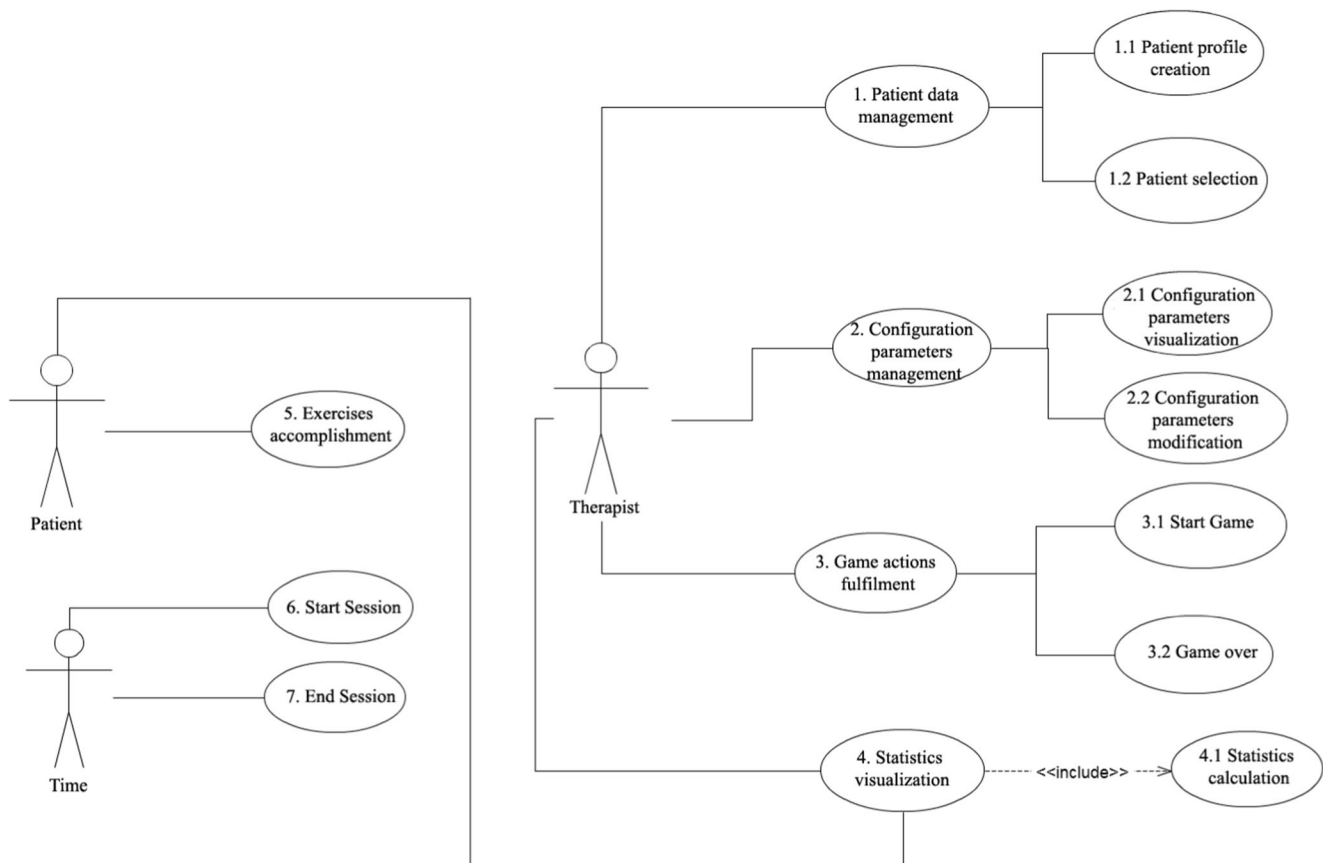 1.1 Patient profile
creation
1. Patient data
management
1.2 Patient selection
2.1 Configuration
parameters
visualization
2. Configuration
parameters
management
2.2 Configuration
parameters
modification
5. Exercises
accomplishment
Patient
Therapist
3.1 Start Game
3. Game actions
fulfilment
6. Start Session
3.2 Game over
7. End Session
Time
4. Statistics
visualization
<<include>>
4.1 Statistics
calculation